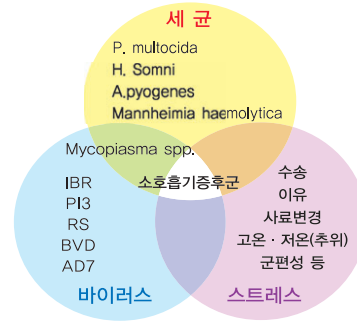 세 균
P. multocida
H. Somni
A.pyogenes
Mannheimia haemolytica
Mycopiasma spp.
소호흡기증후군
IBR
PI3
RS
BVD
AD7
바이러스
수송
이유
사료변경
고온 · 저온(추위)
군편성 등
스트레스